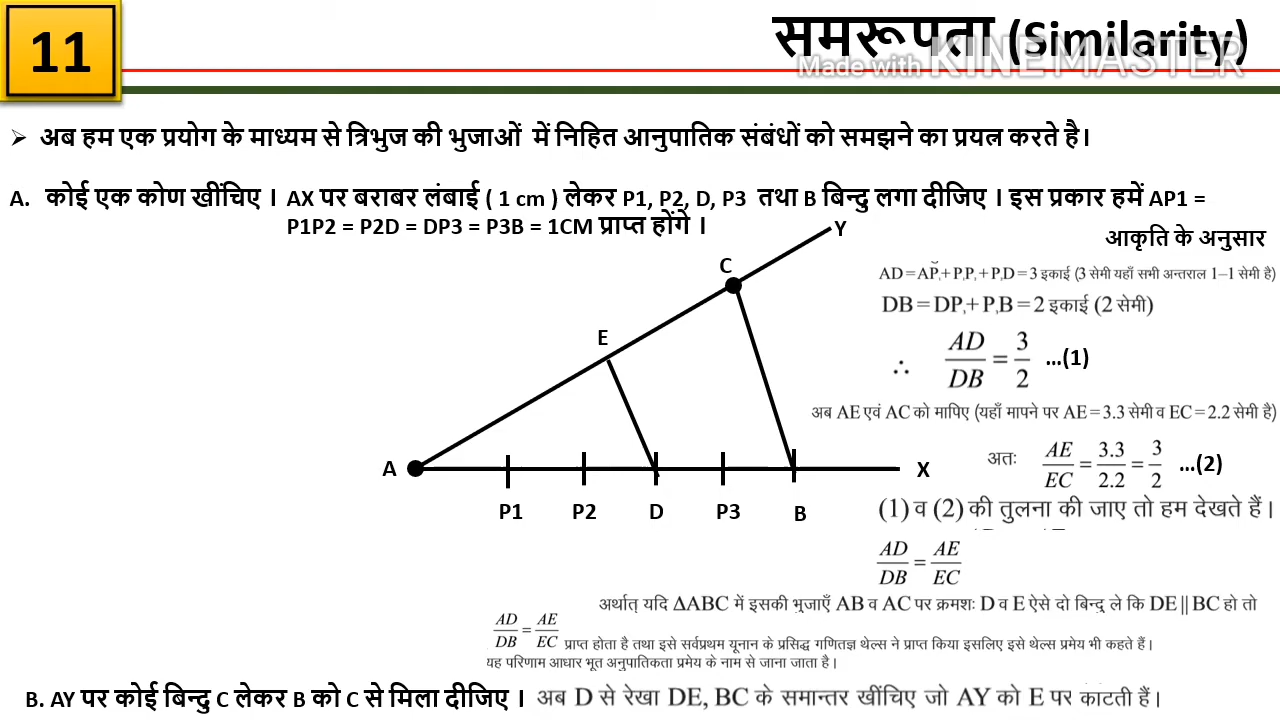 11
समरूपता (Similarity)
Made with KINEMASTER
➢ अब हम एक प्रयोग के माध्यम से त्रिभुज की भुजाओं में निहित आनुपातिक संबंधों को समझने का प्रयत्न करते है।
A. कोई एक कोण खींचिए । AX पर बराबर लंबाई ( 1 cm ) लेकर P1, P2, D, P3 तथा B बिन्दु लगा दीजिए । इस प्रकार हमें AP1 =
P1P2 = P2D = DP3 = P3B = 1CM प्राप्त होंगे ।
Y
आकृति के अनुसार
C
AD=AP,+P,P,+P,D=3 इकाई (3 सेमी यहाँ सभी अन्तराल 1–1 सेमी है)
DB=DP,+P,B=2 इकाई (2 सेमी)
E
∴ AD/DB = 3/2 ...(1)
अब AE एवं AC को मापिए (यहाँ मापने पर AE=3.3 सेमी व EC=2.2 सेमी है)
अतः AE/EC = 3.3/2.2 = 3/2 ...(2)
A
X
P1 P2 D P3 B
(1) व (2) की तुलना की जाए तो हम देखते हैं।
AD/DB = AE/EC
अर्थात् यदि ΔABC में इसकी भुजाएँ AB व AC पर क्रमशः D व E ऐसे दो बिन्दु ले कि DE||BC हो तो
AD/DB = AE/EC प्राप्त होता है तथा इसे सर्वप्रथम यूनान के प्रसिद्ध गणितज्ञ थेल्स ने प्राप्त किया इसलिए इसे थेल्स प्रमेय भी कहते हैं।
यह परिणाम आधार भूत अनुपातिकता प्रमेय के नाम से जाना जाता है।
B. AY पर कोई बिन्दु C लेकर B को C से मिला दीजिए । अब D से रेखा DE, BC के समान्तर खींचिए जो AY को E पर काटती हैं।